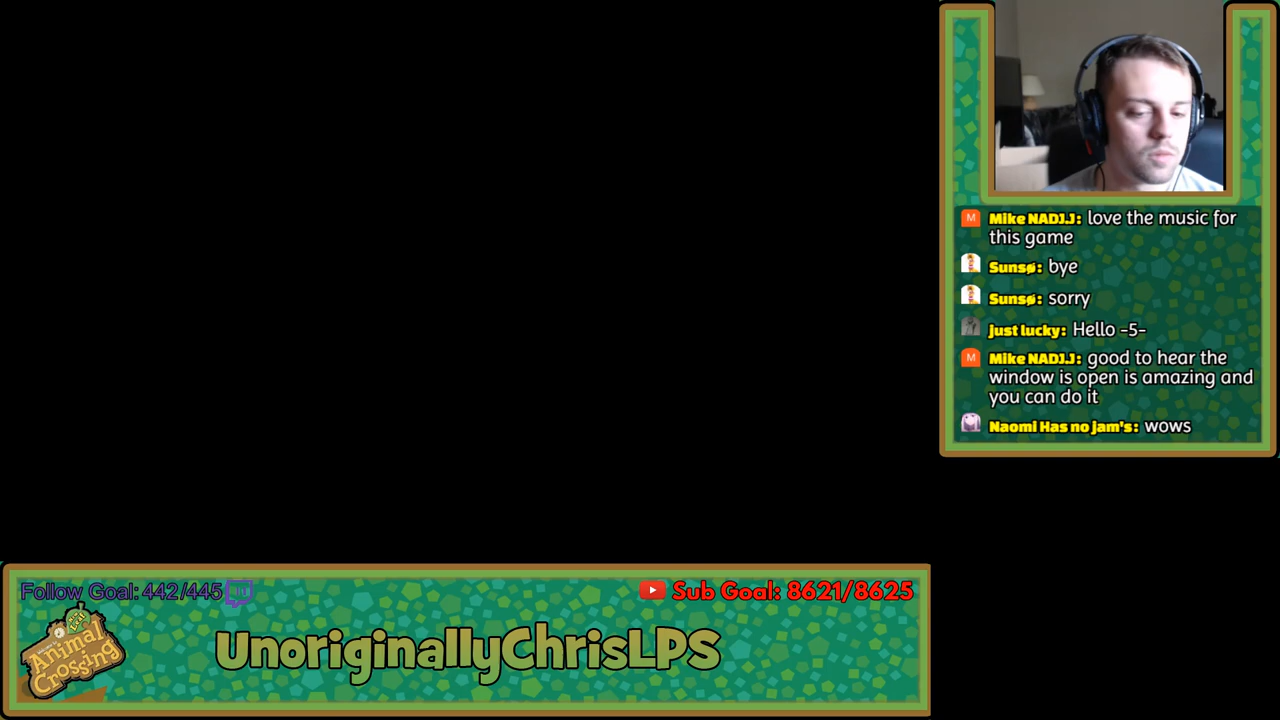 M Mike NADJ.J: love the music for
this game
Sunsø: bye
Sunsø: sorry
just lucky: Hello -5-
M Mike NADJ.J: good to hear the
window is open is amazing and
you can do it
Naomi Has no jam's: wows
Follow Goal: 442/445
Sub Goal: 8621/8625
Animal
Crossing
UnoriginallyChrisLPS